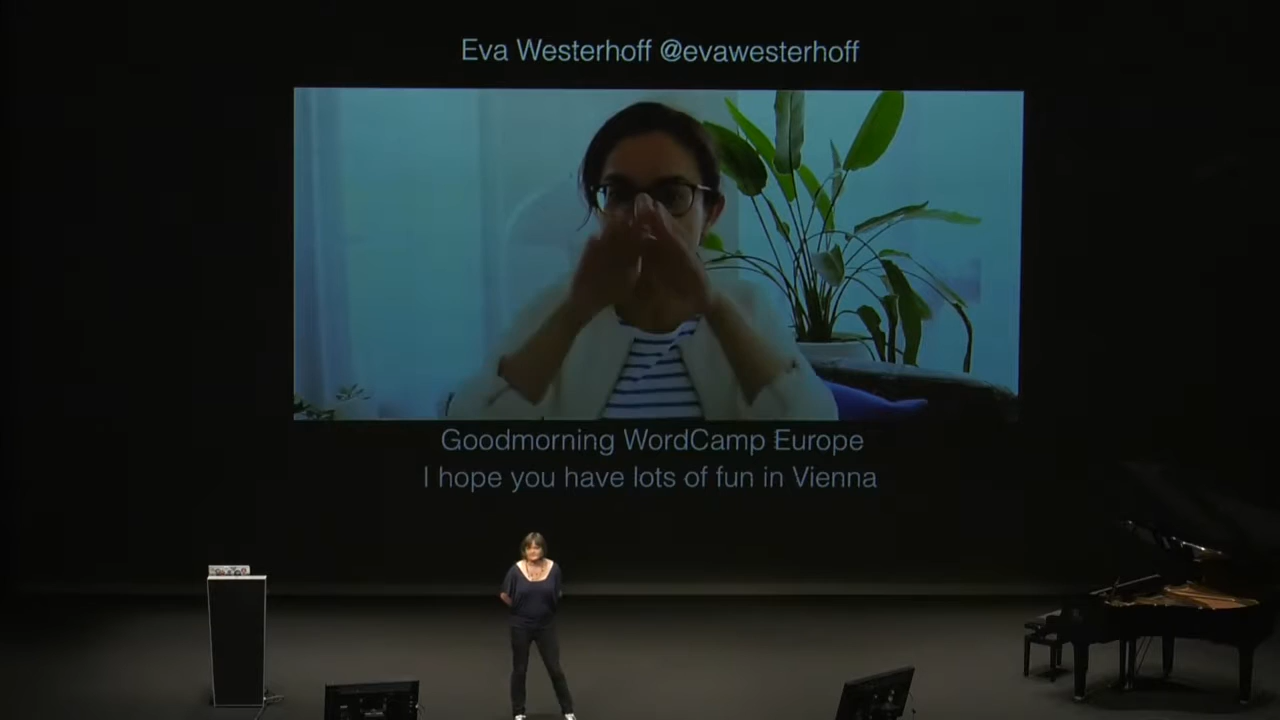 Eva Westerhoff @evawesterhoff
Goodmorning WordCamp Europe
I hope you have lots of fun in Vienna